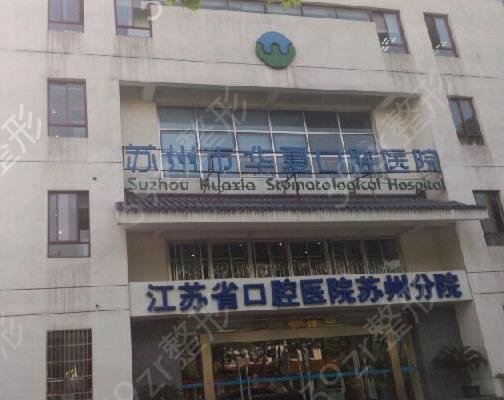 苏州市华夏口腔医院
Suzhou Huaxia Stomatological Hospital
江苏省口腔医院苏州分院